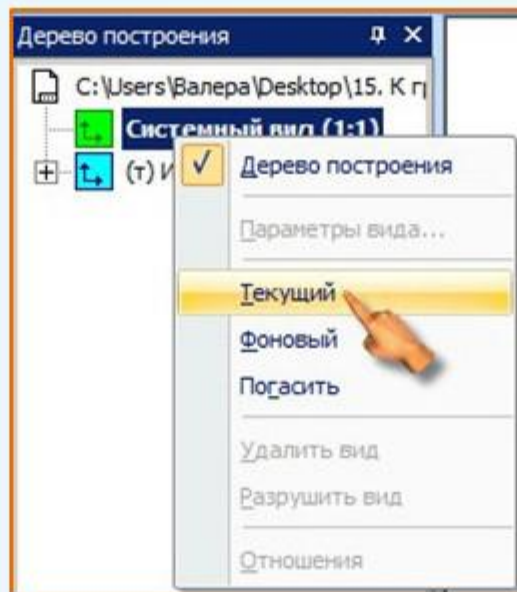 Дерево построения
C:\Users\Валера\Desktop\15. К
Системный вид (1:1)
(т)
Дерево построения
Параметры вида...
Текущий
Фоновый
Погасить
Удалить вид
Разрушить вид
Отношения